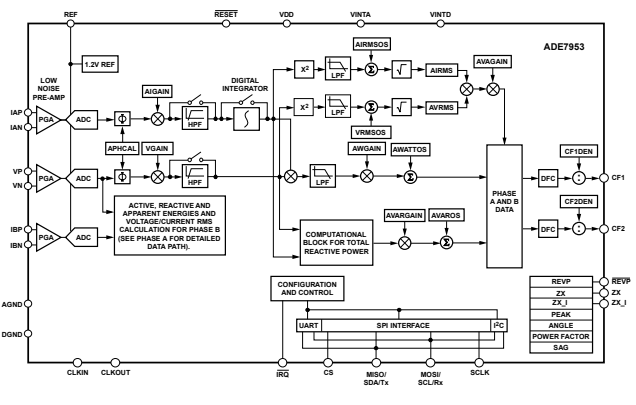 REF
RESET
VDD
VINTA
VINTD
ADE7953
1.2V REF
LOW
NOISE
PRE-AMP
AIRMSOS
AIGAIN
DIGITAL
INTEGRATOR
X²
LPF
Σ
√
AIRMS
AVAGAIN
IAP
IAN
PGA
ADC
Φ
HPF
∫
X²
LPF
Σ
√
AVRMS
VRMSOS
APHCAL
VGAIN
AWGAIN
AWATTOS
CF1DEN
VP
VN
PGA
ADC
Φ
HPF
LPF
Σ
PHASE
A AND B
DATA
DFC
:
CF1
ACTIVE, REACTIVE AND
APPARENT ENERGIES AND
VOLTAGE/CURRENT RMS
CALCULATION FOR PHASE B
(SEE PHASE A FOR DETAILED
DATA PATH).
IBP
IBN
PGA
ADC
COMPUTATIONAL
BLOCK FOR TOTAL
REACTIVE POWER
AVARGAIN
AVAROS
Σ
CF2DEN
DFC
:
CF2
CONFIGURATION
AND CONTROL
REVP
ZX
ZX_I
PEAK
ANGLE
POWER FACTOR
SAG
REVP
ZX
ZX_I
AGND
DGND
UART
SPI INTERFACE
I²C
CLKIN
CLKOUT
IRQ
CS
MISO/
SDA/Tx
MOSI/
SCL/Rx
SCLK